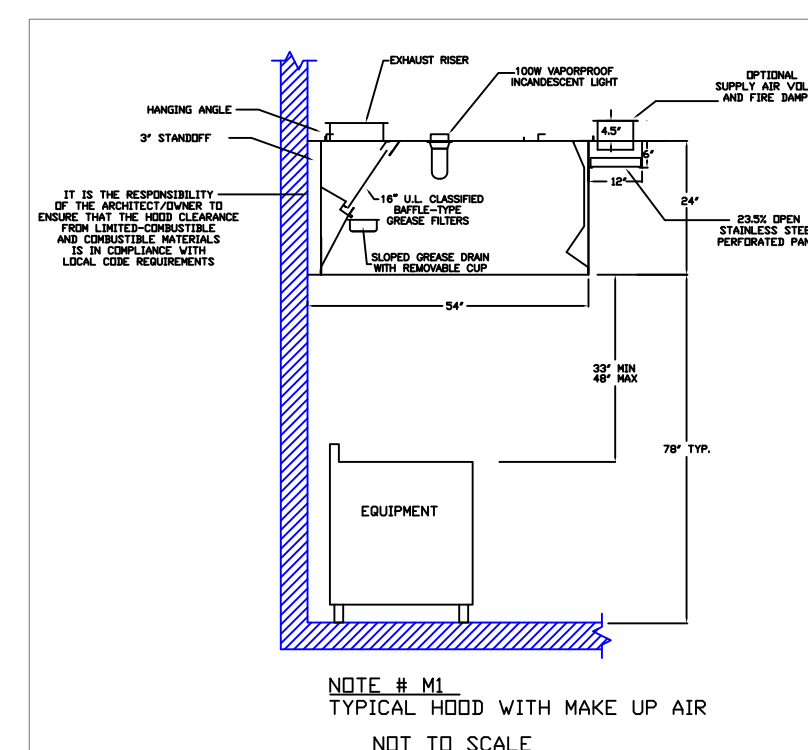 EXHAUST RISER
100W VAPORPROOF
INCANDESCENT LIGHT
OPTIONAL
SUPPLY AIR
AND FIRE
HANGING ANGLE
3" STANDOFF
4.5"
6"
12"
24"
IT IS THE RESPONSIBILITY
OF THE ARCHITECT/OWNER TO
ENSURE THAT THE HOOD CLEARANCE
FROM LIMITED-COMBUSTIBLE
AND COMBUSTIBLE MATERIALS
IS IN COMPLIANCE WITH
LOCAL CODE REQUIREMENTS
16" U.L. CLASSIFIED
BAFFLE-TYPE
GREASE FILTERS
23.5% OPEN
STAINLESS
PERFORATED
SLOPED GREASE DRAIN
WITH REMOVABLE CUP
54"
33" MIN
48" MAX
78" TYP.
EQUIPMENT
NOTE # M1
TYPICAL HOOD WITH MAKE UP AIR
NOT TO SCALE